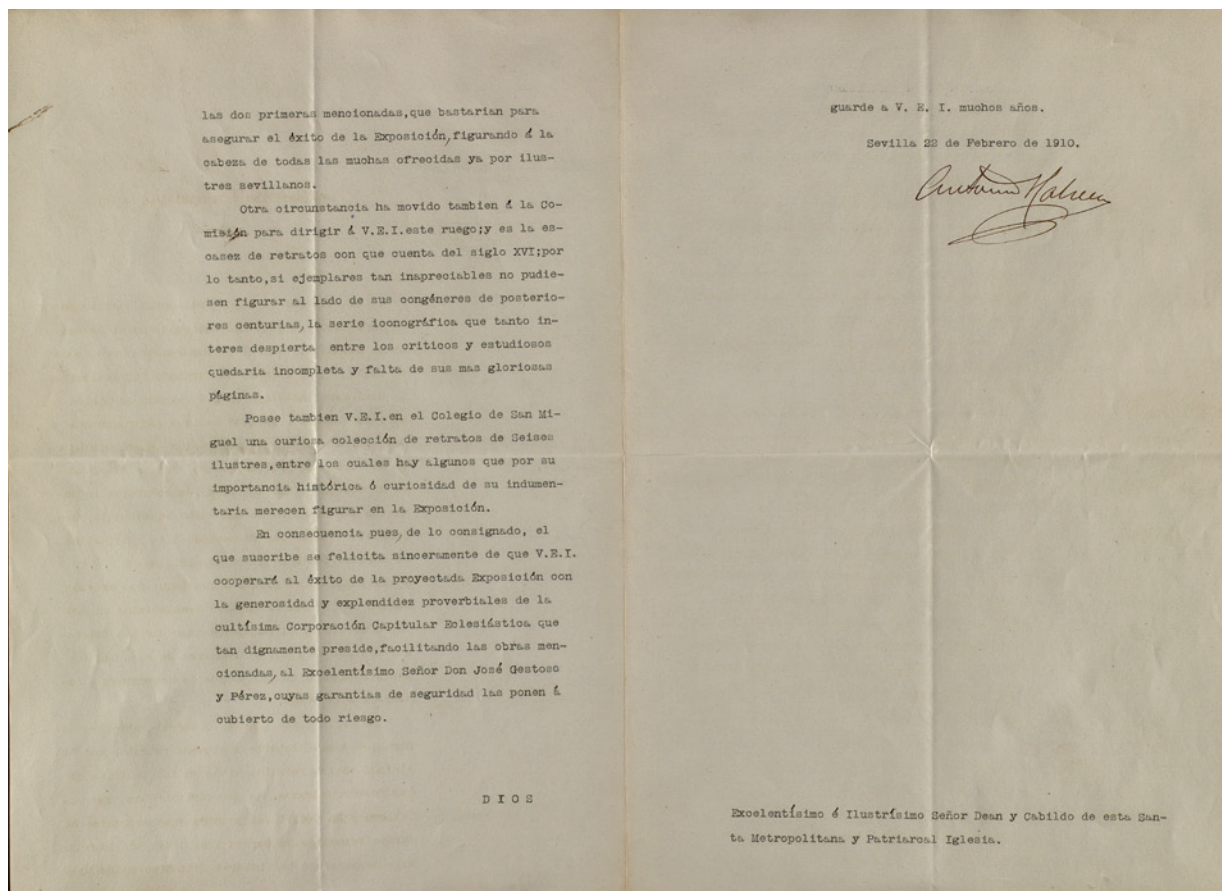 las dos primeras mencionadas,que bastarian para
asegurar el éxito de la Exposición,figurando á la
cabeza de todas las muchas ofrecidas ya por ilus-
tres sevillanos.
Otra circunstancia ha movido tambien á la Co-
misión para dirigir á V.E.I.este ruego;y es la es-
casez de retratos con que cuenta del siglo XVI;por
lo tanto,si ejemplares tan inapreciables no pudie-
sen figurar al lado de sus congéneres de posterio-
res centurias,la serie iconográfica que tanto in-
teres despierta entre los criticos y estudiosos
quedaria incompleta y falta de sus mas gloriosas
páginas.
Posee tambien V.E.I.en el Colegio de San Mi-
guel una curiosa colección de retratos de Seises
ilustres,entre los cuales hay algunos que por su
importancia histórica ó curiosidad de su indumen-
taria merecen figurar en la Exposición.
En consecuencia pues, de lo consignado, el
que suscribe se felicita sinceramente de que V.E.I.
cooperará al éxito de la proyectada Exposición con
la generosidad y explendidez proverbiales de la
cultísima Corporación Capitular Eclesiástica que
tan dignamente preside,facilitando las obras men-
cionadas, al Excelentísimo Señor Don José Gestoso
y Pérez,cuyas garantias de seguridad las ponen á
cubierto de todo riesgo.
D I O S
guarde a V. E. I. muchos años.
Sevilla 22 de Febrero de 1910.
Antonio Halcon
Excelentísimo é Ilustrísimo Señor Dean y Cabildo de esta San-
ta Metropolitana y Patriarcal Iglesia.